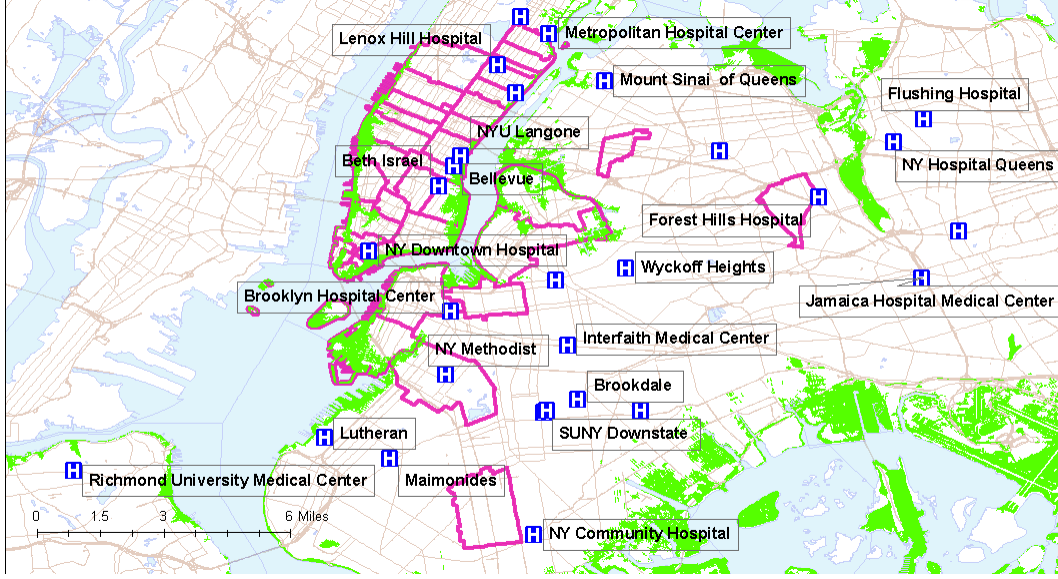 Lenox Hill Hospital
H
H
Metropolitan Hospital Center
H
H
Mount Sinai of Queens
H
Flushing Hospital
H
NYU Langone
H
NY Hospital Queens
Beth Israel
H
H
H
Bellevue
H
H
Forest Hills Hospital
H
H
NY Downtown Hospital
H
H
Wyckoff Heights
H
Jamaica Hospital Medical Center
Brooklyn Hospital Center
H
H
Interfaith Medical Center
NY Methodist
H
Brookdale
H
H
H
SUNY Downstate
H
Lutheran
H
Maimonides
H
Richmond University Medical Center
0 1.5 3 6 Miles
H
NY Community Hospital